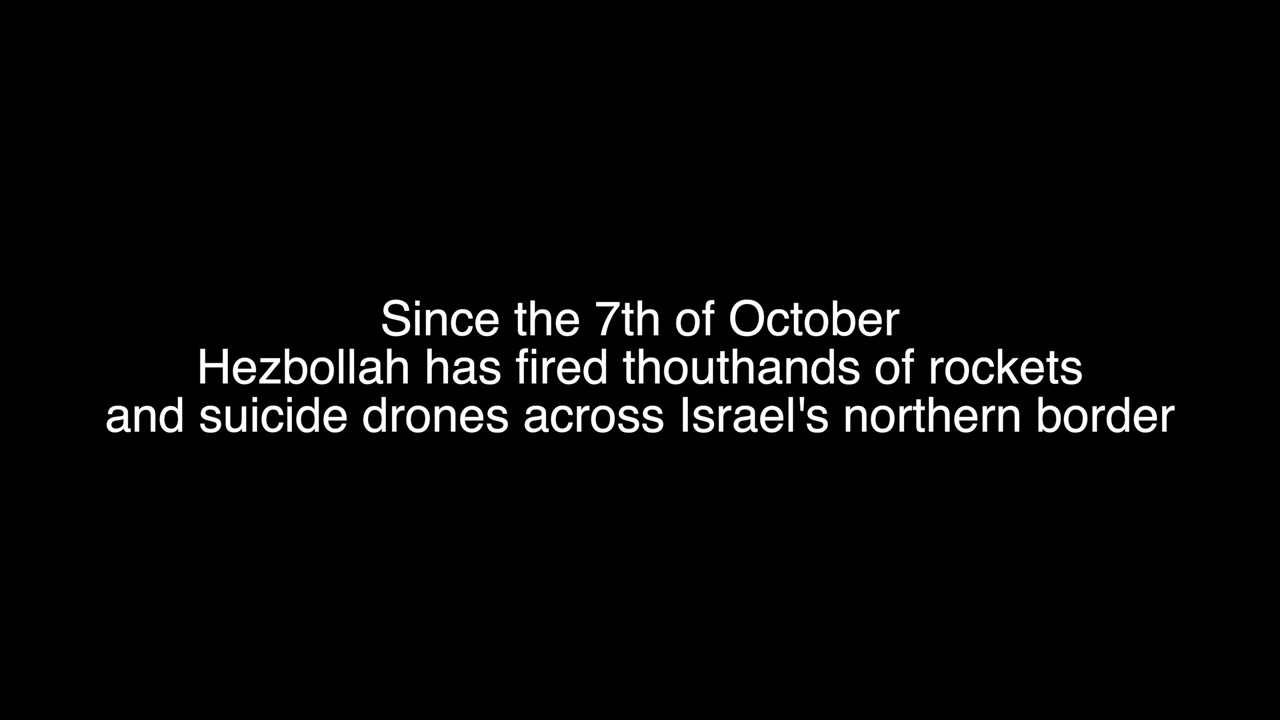 Since the 7th of October
Hezbollah has fired thouthands of rockets
and suicide drones across Israel's northern border